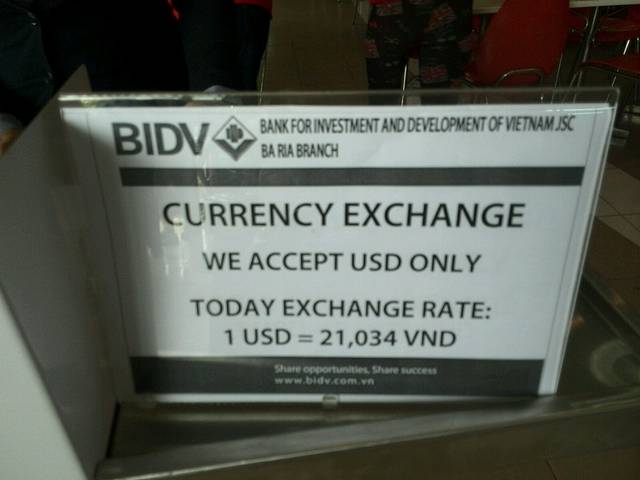 BIDV BANK FOR INVESTMENT AND DEVELOPMENT OF VIETNAM JSC
BA RIA BRANCH
CURRENCY EXCHANGE
WE ACCEPT USD ONLY
TODAY EXCHANGE RATE:
1 USD = 21,034 VND
Share opportunities, Share success
www.bidv.com.vn